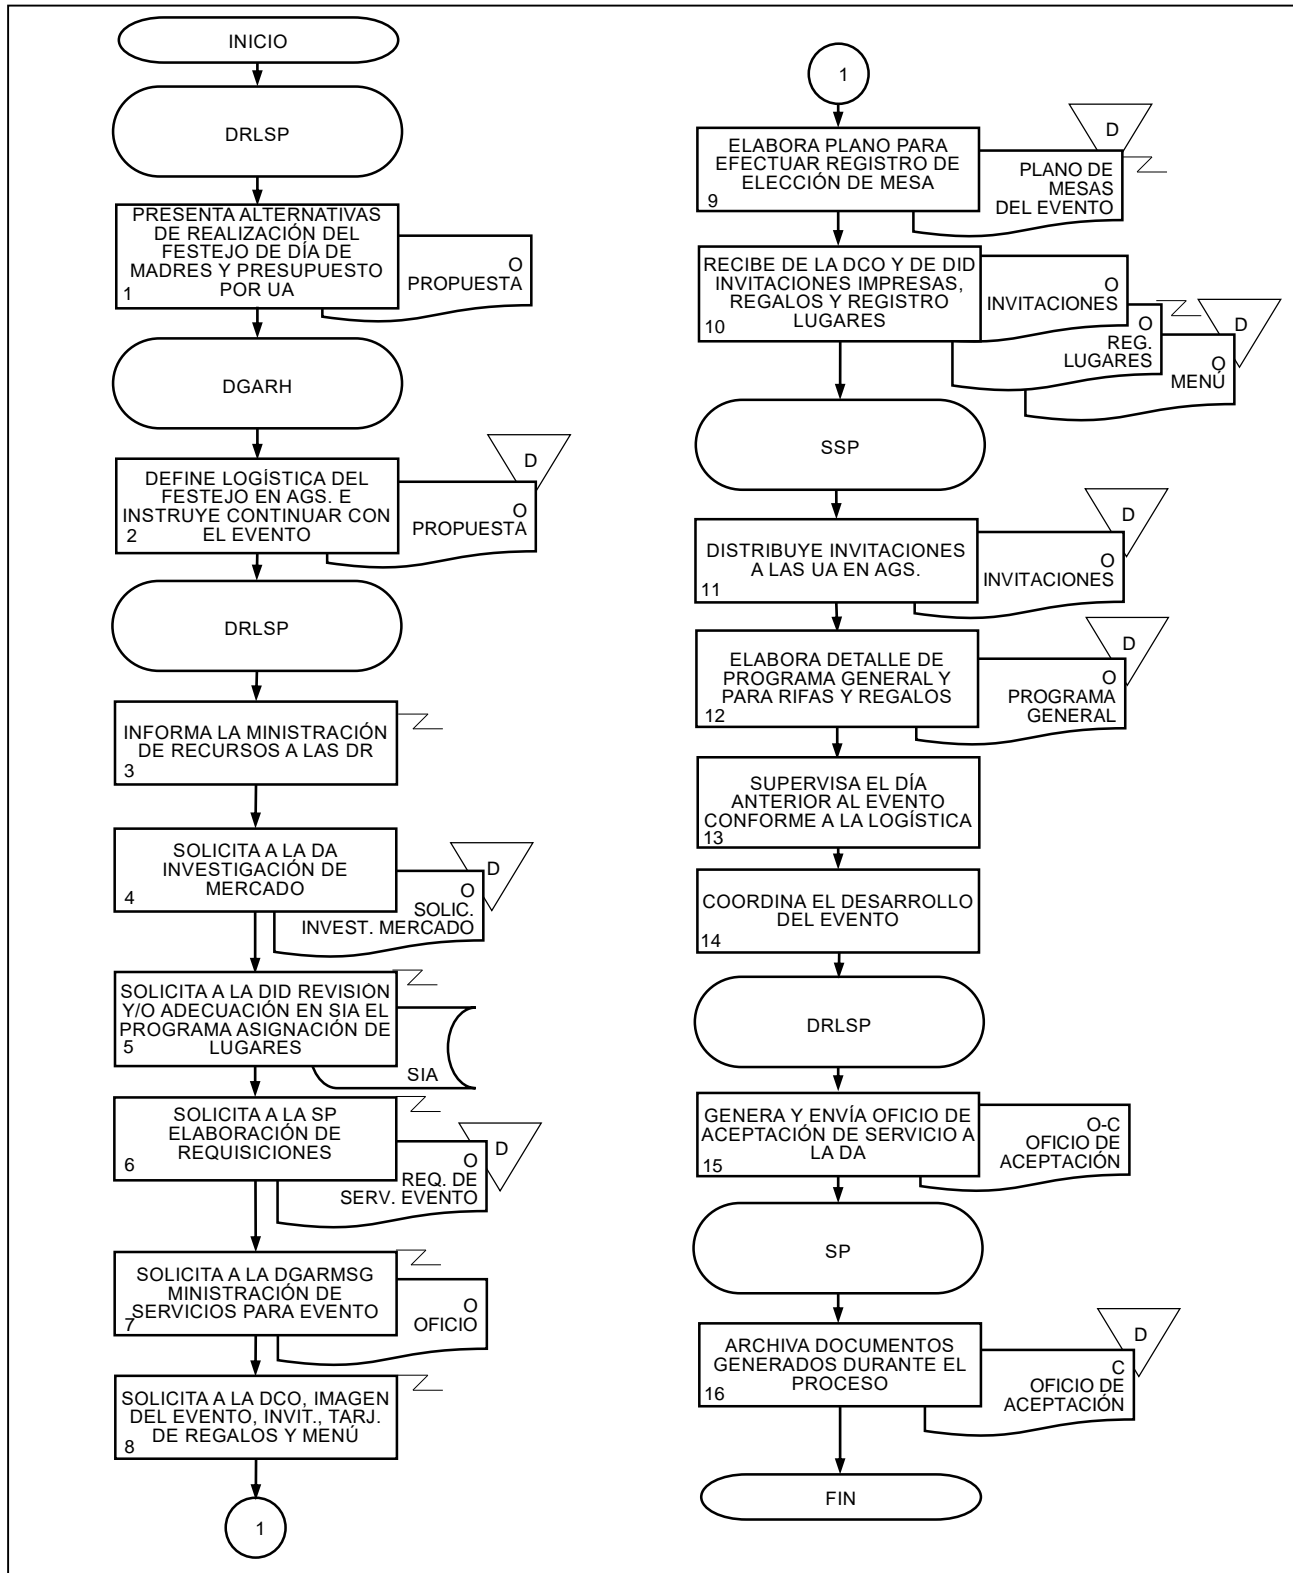 INICIO
DRLSP
PRESENTA ALTERNATIVAS
DE REALIZACIÓN DEL
FESTEJO DE DÍA DE
MADRES Y PRESUPUESTO
POR UA
1
O
PROPUESTA
DGARH
DEFINE LOGÍSTICA DEL
FESTEJO EN AGS. E
INSTRUYE CONTINUAR CON
EL EVENTO
2
D
O
PROPUESTA
DRLSP
INFORMA LA MINISTRACIÓN
DE RECURSOS A LAS DR
3
SOLICITA A LA DA
INVESTIGACIÓN DE
MERCADO
4
D
O
SOLIC.
INVEST. MERCADO
SOLICITA A LA DID REVISIÓN
Y/O ADECUACIÓN EN SIA EL
PROGRAMA ASIGNACIÓN DE
LUGARES
5
SIA
SOLICITA A LA SP
ELABORACIÓN DE
REQUISICIONES
6
D
O
REQ. DE
SERV. EVENTO
SOLICITA A LA DGARMSG
MINISTRACIÓN DE
SERVICIOS PARA EVENTO
7
O
OFICIO
SOLICITA A LA DCO, IMAGEN
DEL EVENTO, INVIT., TARJ.
DE REGALOS Y MENÚ
8
1
1
ELABORA PLANO PARA
EFECTUAR REGISTRO DE
ELECCIÓN DE MESA
9
D
PLANO DE
MESAS
DEL EVENTO
RECIBE DE LA DCO Y DE DID
INVITACIONES IMPRESAS,
REGALOS Y REGISTRO
LUGARES
10
O
INVITACIONES
O
REG.
LUGARES
D
O
MENÚ
SSP
DISTRIBUYE INVITACIONES
A LAS UA EN AGS.
11
D
O
INVITACIONES
ELABORA DETALLE DE
PROGRAMA GENERAL Y
PARA RIFAS Y REGALOS
12
D
O
PROGRAMA
GENERAL
SUPERVISA EL DÍA
ANTERIOR AL EVENTO
CONFORME A LA LOGÍSTICA
13
COORDINA EL DESARROLLO
DEL EVENTO
14
DRLSP
GENERA Y ENVÍA OFICIO DE
ACEPTACIÓN DE SERVICIO A
LA DA
15
O-C
OFICIO DE
ACEPTACIÓN
SP
ARCHIVA DOCUMENTOS
GENERADOS DURANTE EL
PROCESO
16
D
C
OFICIO DE
ACEPTACIÓN
FIN